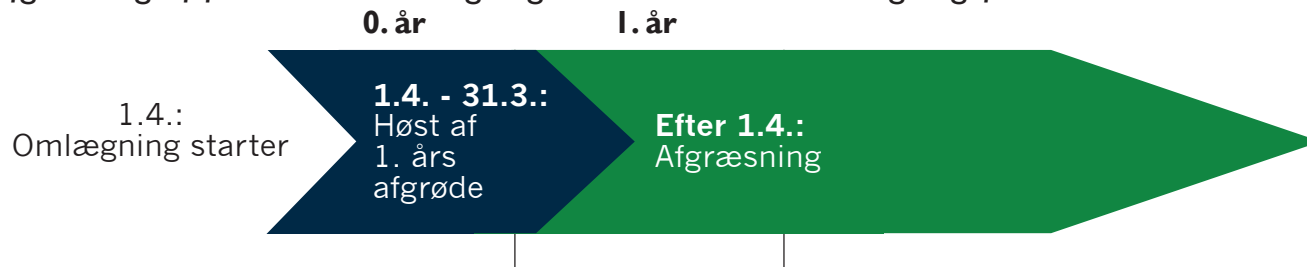 0. år
1. år
1.4.:
Omlægning starter
1.4. - 31.3.:
Høst af
1. års
afgrøde
Efter 1.4.:
Afgræsning